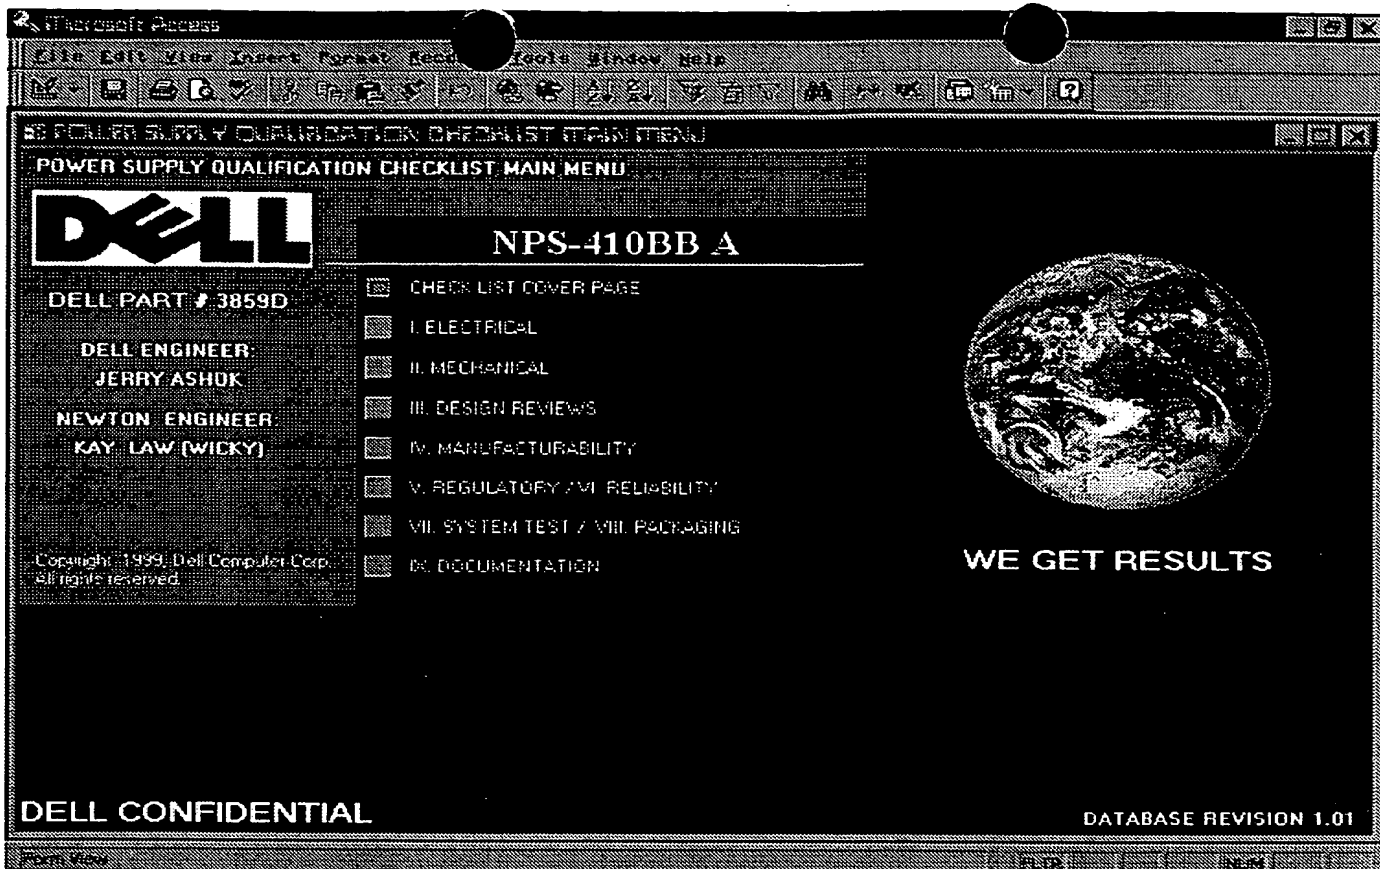 Microsoft Access
File Edit View Insert Format Tools Window Help
POWER SUPPLY QUALIFICATION CHECKLIST MAIN MENU
POWER SUPPLY QUALIFICATION CHECKLIST MAIN MENU
DELL
NPS-410BB A
DELL PART # 3859D
DELL ENGINEER:
JERRY ASHOK
NEWTON ENGINEER:
KAY LAW (WICKY)
Copyright 1999, Dell Computer Corp.
All rights reserved.
CHECK LIST COVER PAGE
I. ELECTRICAL
II. MECHANICAL
III. DESIGN REVIEWS
IV. MANUFACTURABILITY
V. REGULATORY / VI. RELIABILITY
VII. SYSTEM TEST / VIII. PACKAGING
IX. DOCUMENTATION
WE GET RESULTS
DELL CONFIDENTIAL
DATABASE REVISION 1.01
Form View
FLTR NUM